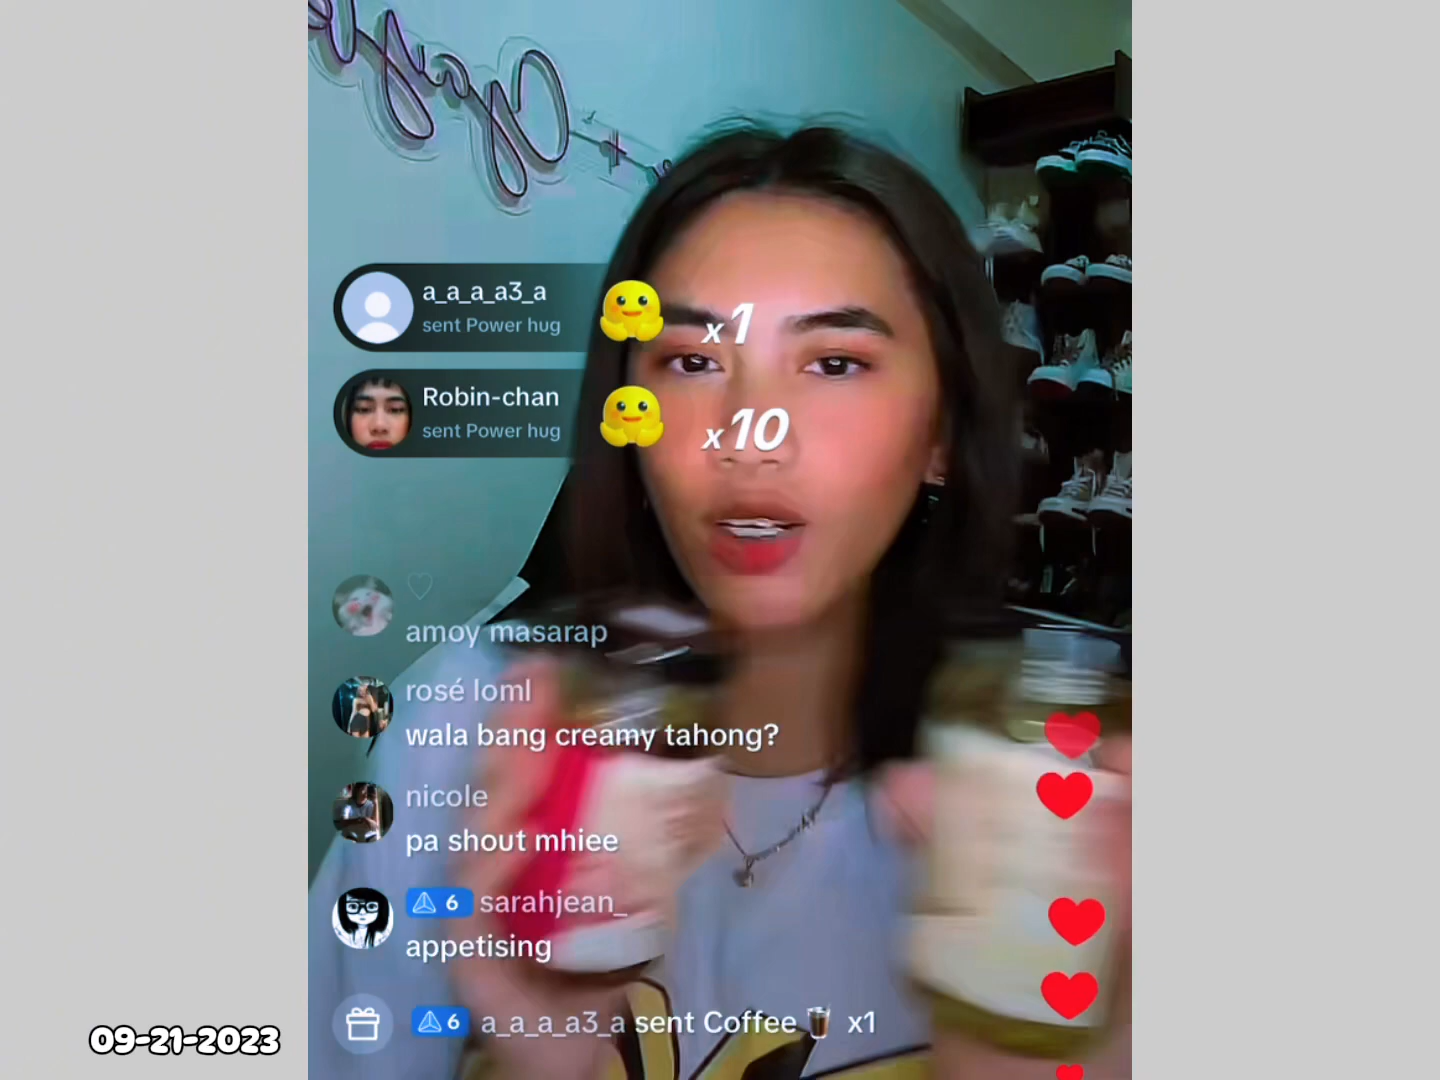 a_a_a_a3_a
sent Power hug
x1
Robin-chan
sent Power hug
x10
amoy masarap
rosé loml
wala bang creamy tahong?
nicole
pa shout mhiee
6 sarahjean_
appetising
6 a_a_a_a3_a sent Coffee x1
09-21-2023